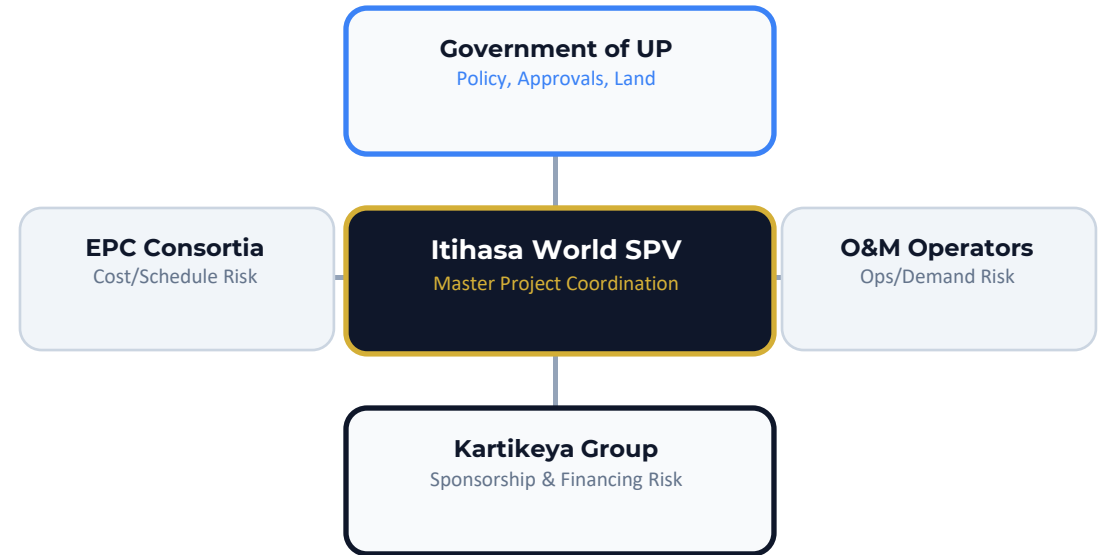 Government of UP
Policy, Approvals, Land
EPC Consortia
Cost/Schedule Risk
Itihasa World SPV
Master Project Coordination
O&M Operators
Ops/Demand Risk
Kartikeya Group
Sponsorship & Financing Risk